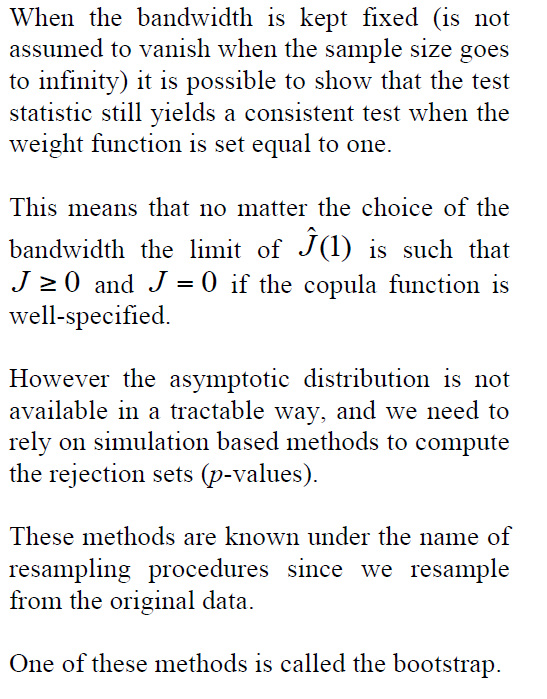 When the bandwidth is kept fixed (is not
assumed to vanish when the sample size goes
to infinity) it is possible to show that the test
statistic still yields a consistent test when the
weight function is set equal to one.
This means that no matter the choice of the
bandwidth the limit of Ĵ(1) is such that
J ≥ 0 and J = 0 if the copula function is
well-specified.
However the asymptotic distribution is not
available in a tractable way, and we need to
rely on simulation based methods to compute
the rejection sets (p-values).
These methods are known under the name of
resampling procedures since we resample
from the original data.
One of these methods is called the bootstrap.